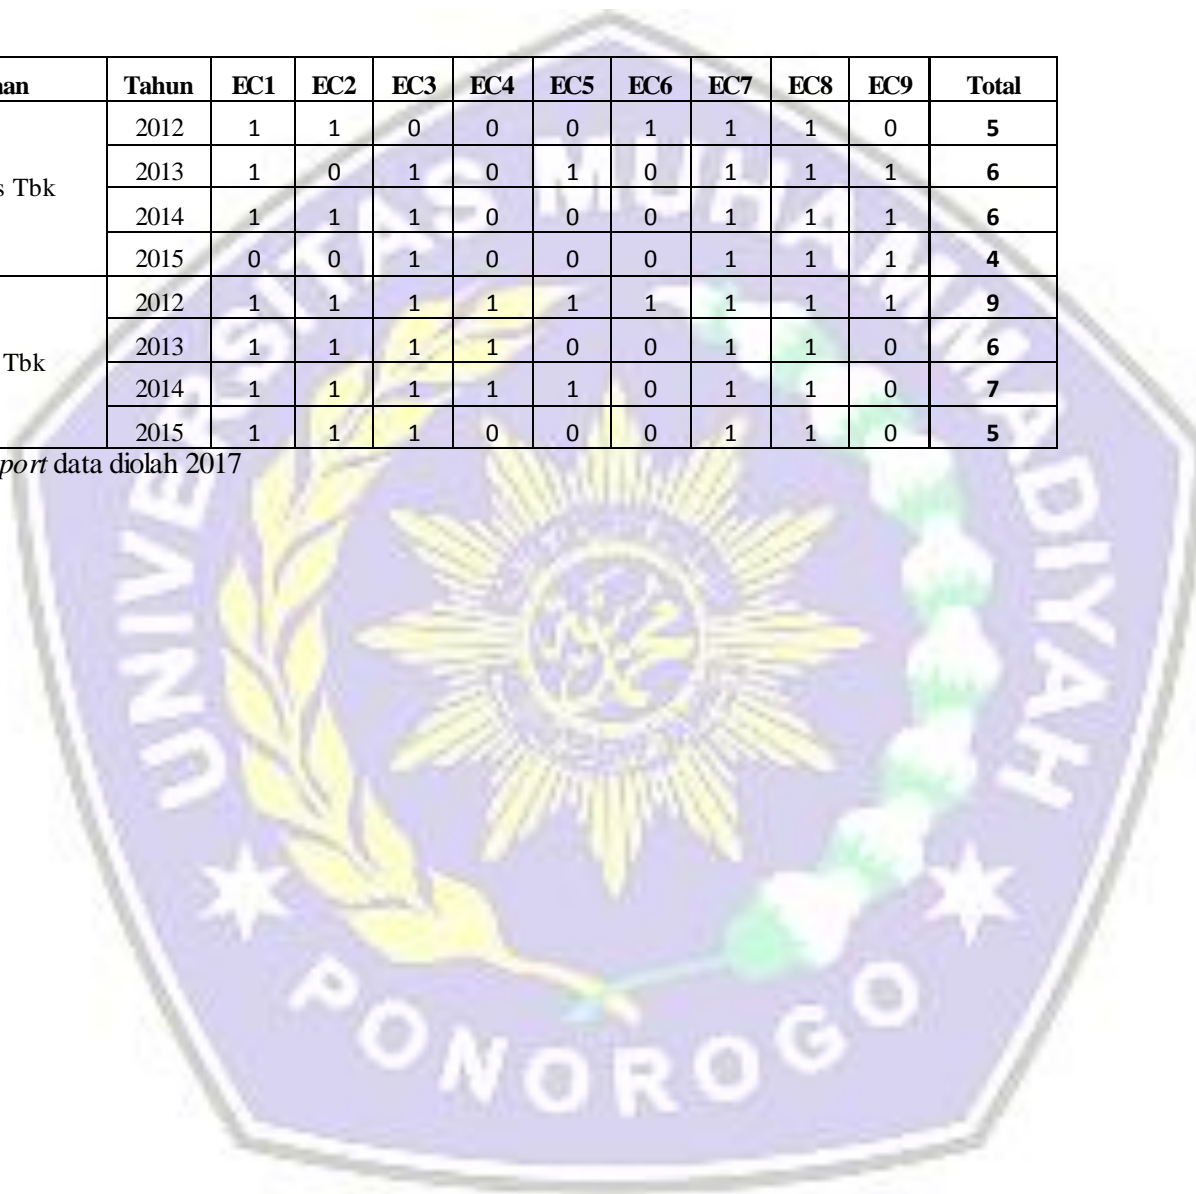 aan Tahun EC1 EC2 EC3 EC4 EC5 EC6 EC7 EC8 EC9 Total
2012 1 1 0 0 0 1 1 1 0 5
s Tbk
2013 1 0 1 0 1 0 1 1 1 6
2014 1 1 1 0 0 0 1 1 1 6
2015 0 0 1 0 0 0 1 1 1 4
2012 1 1 1 1 1 1 1 1 1 9
Tbk
2013 1 1 1 1 0 0 1 1 0 6
2014 1 1 1 1 1 0 1 1 0 7
2015 1 1 1 0 0 0 1 1 0 5
port data diolah 2017
UNIVERSITAS MUHAMMADIYAH
PONOROGO